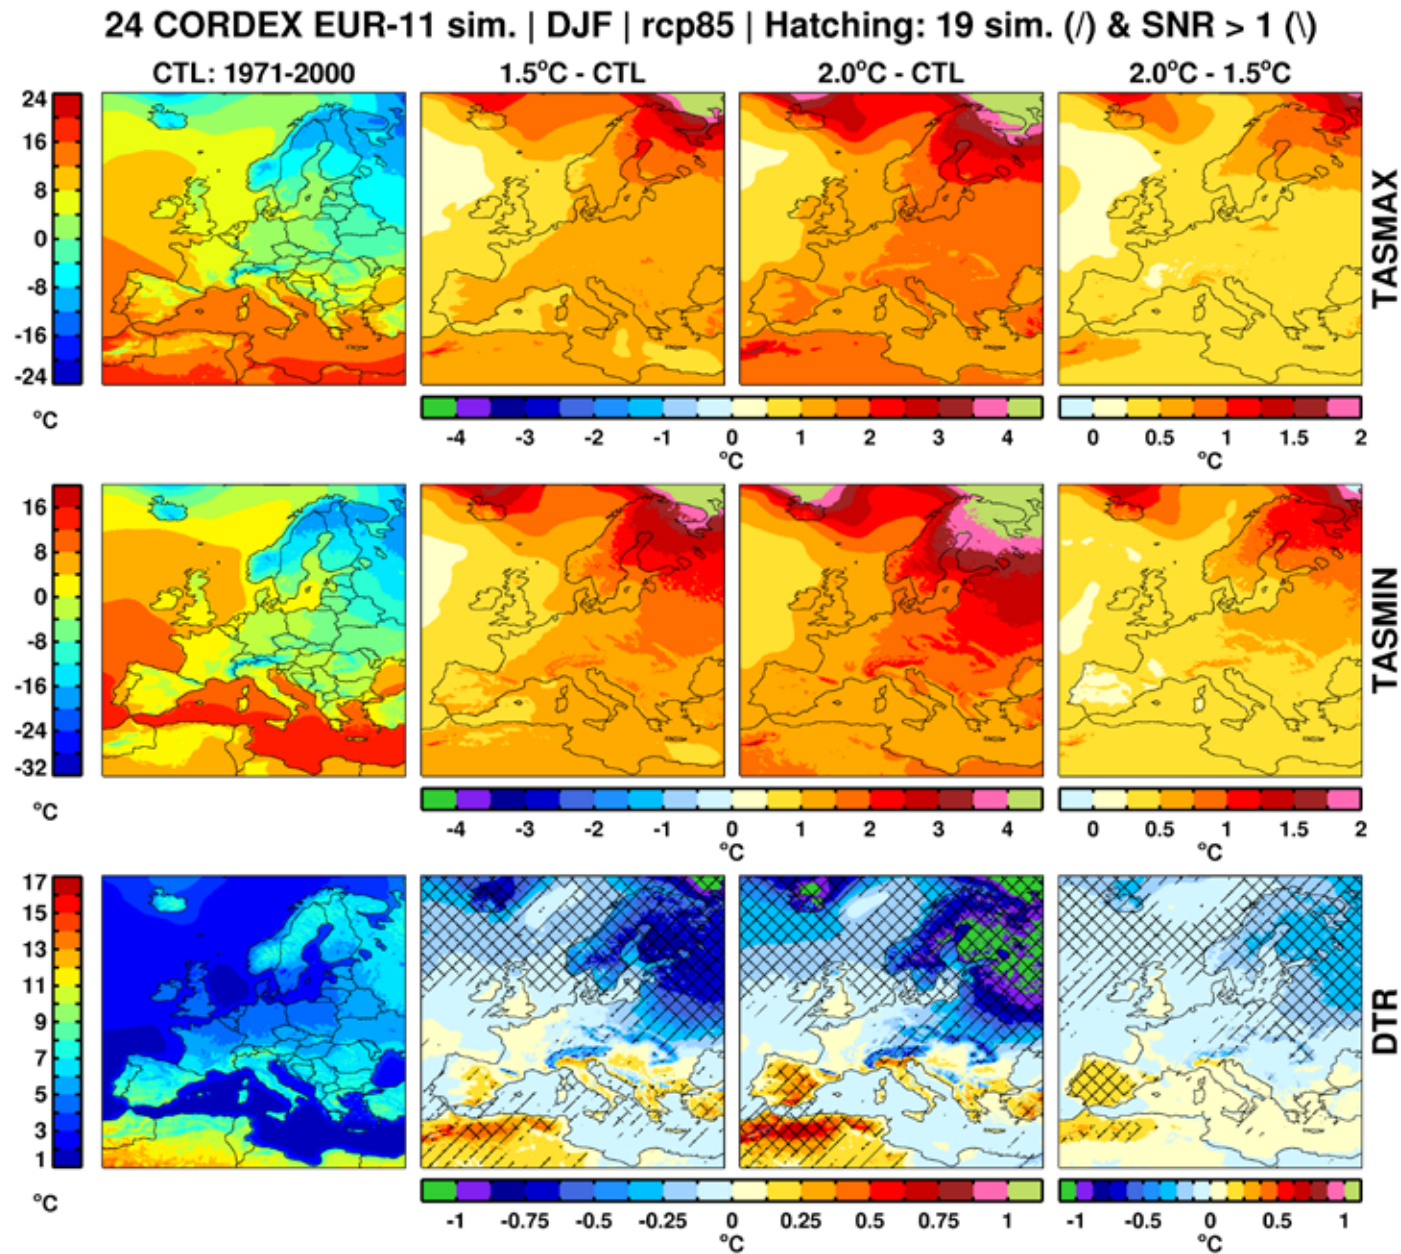 24 CORDEX EUR-11 sim. | DJF | rcp85 | Hatching: 19 sim. (/) & SNR > 1 (\)
CTL: 1971-2000 1.5°C - CTL 2.0°C - CTL 2.0°C - 1.5°C
24
16
8
0
-8
-16
-24
°C
TASMAX
-4 -3 -2 -1 0 1 2 3 4
°C
0 0.5 1 1.5 2
°C
16
8
0
-8
-16
-24
-32
°C
TASMIN
-4 -3 -2 -1 0 1 2 3 4
°C
0 0.5 1 1.5 2
°C
17
15
13
11
9
7
5
3
1
°C
DTR
-1 -0.75 -0.5 -0.25 0 0.25 0.5 0.75 1
°C
-1 -0.5 0 0.5 1
°C